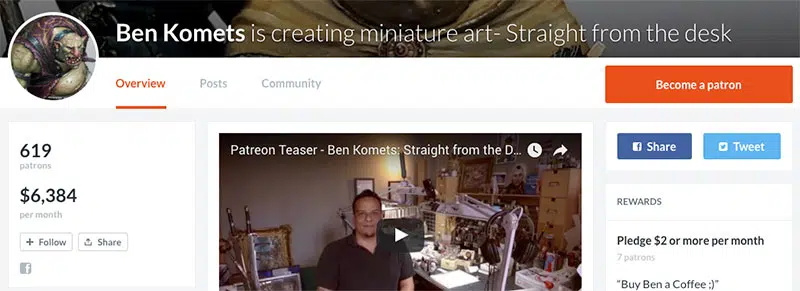 Ben Komets is creating miniature art- Straight from the desk
Overview Posts Community
Become a patron
619
patrons
$6,384
per month
+ Follow Share
Patreon Teaser - Ben Komets: Straight from the D...
Share Tweet
REWARDS
Pledge $2 or more per month
7 patrons
“Buy Ben a Coffee ;)”